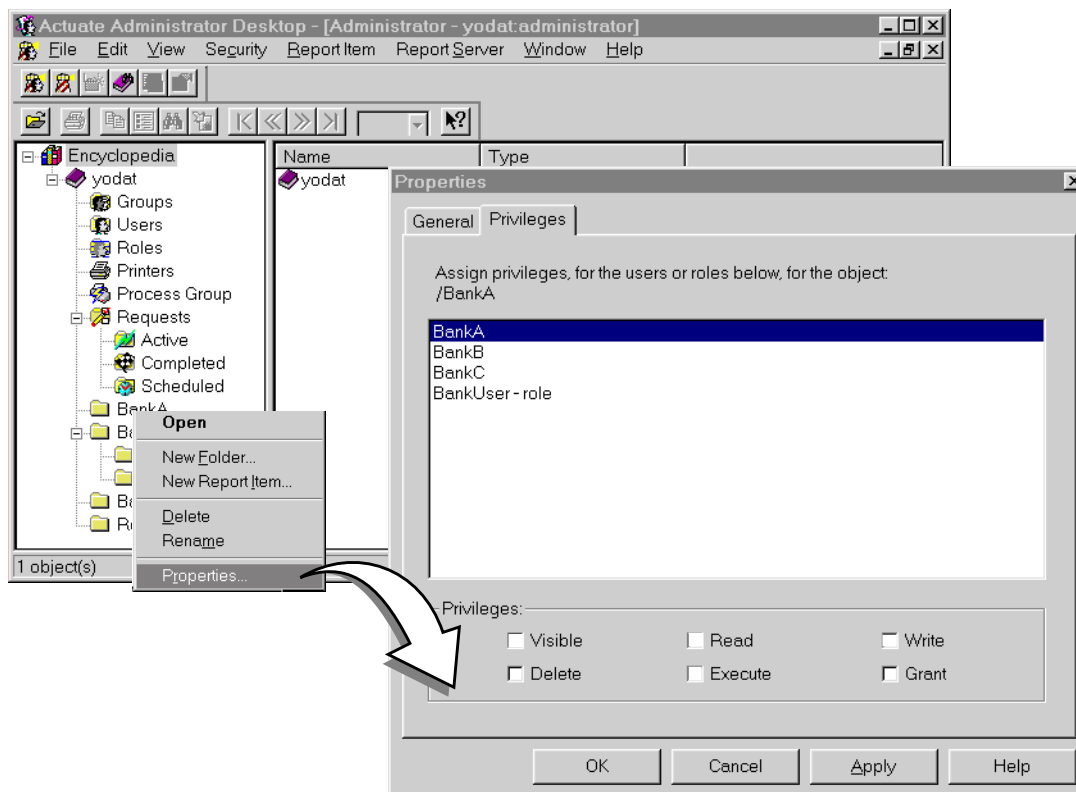 Actuate Administrator Desktop - [Administrator - yodat:administrator]
File Edit View Security Report Item Report Server Window Help
Encyclopedia
yodat
Groups
Users
Roles
Printers
Process Group
Requests
Active
Completed
Scheduled
BankA
Name Type
yodat
1 object(s)
Open
New Folder...
New Report Item...
Delete
Rename
Properties...
Properties
General Privileges
Assign privileges, for the users or roles below, for the object:
/BankA
BankA
BankB
BankC
BankUser - role
Privileges:
Visible Read Write
Delete Execute Grant
OK Cancel Apply Help